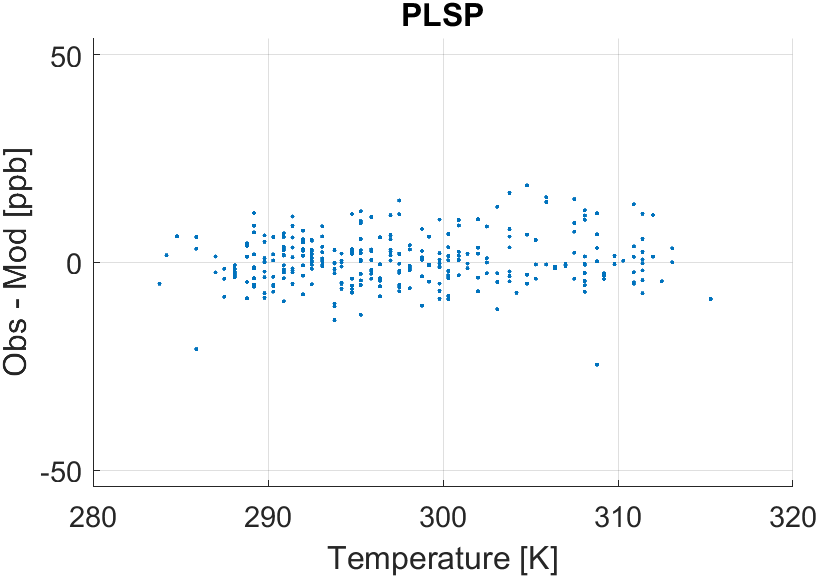 PLSP
50
0
-50
Obs - Mod [ppb]
280 290 300 310 320
Temperature [K]